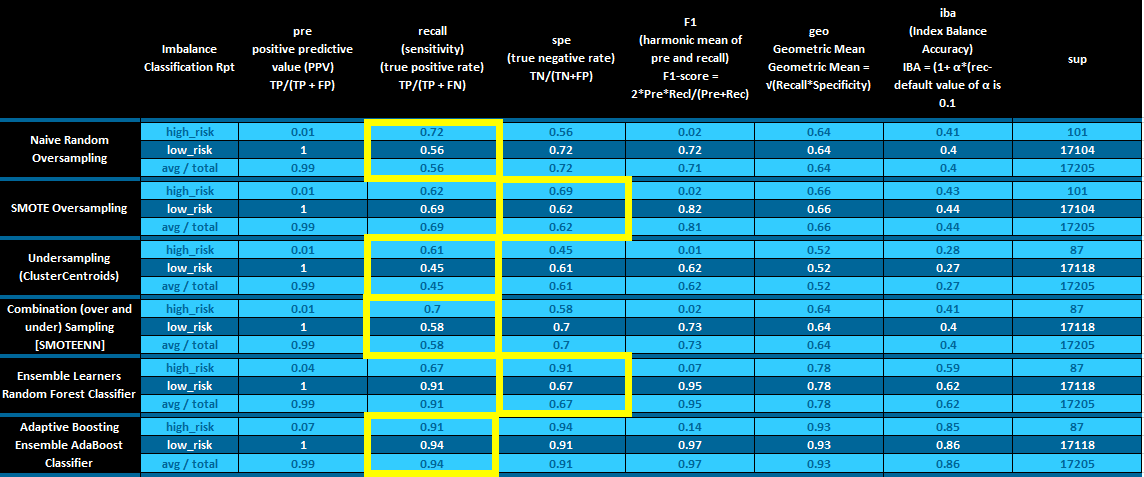 Imbalance
Classification Rpt
pre
positive predictive
value (PPV)
TP/(TP + FP)
recall
(sensitivity)
(true positive rate)
TP/(TP + FN)
spe
(true negative rate)
TN/(TN+FP)
F1
(harmonic mean of
pre and recall)
F1-score =
2*Pre*Recl/(Pre+Rec)
geo
Geometric Mean
Geometric Mean =
√(Recall*Specificity)
iba
(Index Balance
Accuracy)
IBA = (1+ α*(rec-
default value of α is
0.1
sup
Naive Random
Oversampling
high_risk 0.01 0.72 0.56 0.02 0.64 0.41 101
low_risk 1 0.56 0.72 0.72 0.64 0.4 17104
avg / total 0.99 0.56 0.72 0.71 0.64 0.4 17205
SMOTE Oversampling
high_risk 0.01 0.62 0.69 0.02 0.66 0.43 101
low_risk 1 0.69 0.62 0.82 0.66 0.44 17104
avg / total 0.99 0.69 0.62 0.81 0.66 0.44 17205
Undersampling
(ClusterCentroids)
high_risk 0.01 0.61 0.45 0.01 0.52 0.28 87
low_risk 1 0.45 0.61 0.62 0.52 0.27 17118
avg / total 0.99 0.45 0.61 0.62 0.52 0.27 17205
Combination (over and
under) Sampling
[SMOTEENN]
high_risk 0.01 0.7 0.58 0.02 0.64 0.41 87
low_risk 1 0.58 0.7 0.73 0.64 0.4 17118
avg / total 0.99 0.58 0.7 0.73 0.64 0.4 17205
Ensemble Learners
Random Forest Classifier
high_risk 0.04 0.67 0.91 0.07 0.78 0.59 87
low_risk 1 0.91 0.67 0.95 0.78 0.62 17118
avg / total 0.99 0.91 0.67 0.95 0.78 0.62 17205
Adaptive Boosting
Ensemble AdaBoost
Classifier
high_risk 0.07 0.91 0.94 0.14 0.93 0.85 87
low_risk 1 0.94 0.91 0.97 0.93 0.86 17118
avg / total 0.99 0.94 0.91 0.97 0.93 0.86 17205